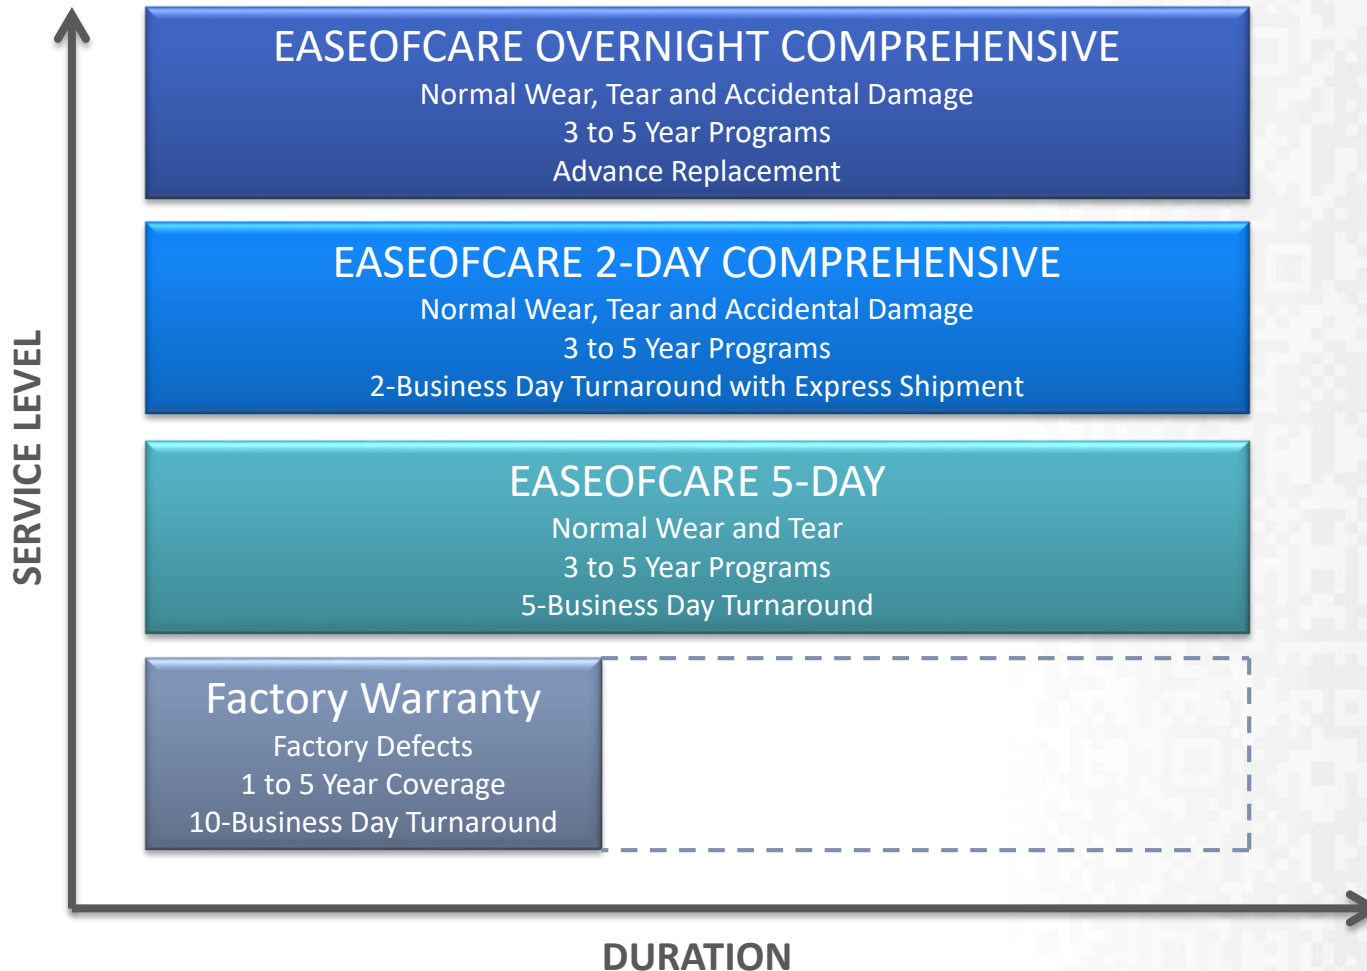 EASEOFCARE OVERNIGHT COMPREHENSIVE
Normal Wear, Tear and Accidental Damage
3 to 5 Year Programs
Advance Replacement
EASEOFCARE 2-DAY COMPREHENSIVE
Normal Wear, Tear and Accidental Damage
3 to 5 Year Programs
2-Business Day Turnaround with Express Shipment
EASEOFCARE 5-DAY
Normal Wear and Tear
3 to 5 Year Programs
5-Business Day Turnaround
Factory Warranty
Factory Defects
1 to 5 Year Coverage
10-Business Day Turnaround
SERVICE LEVEL
DURATION